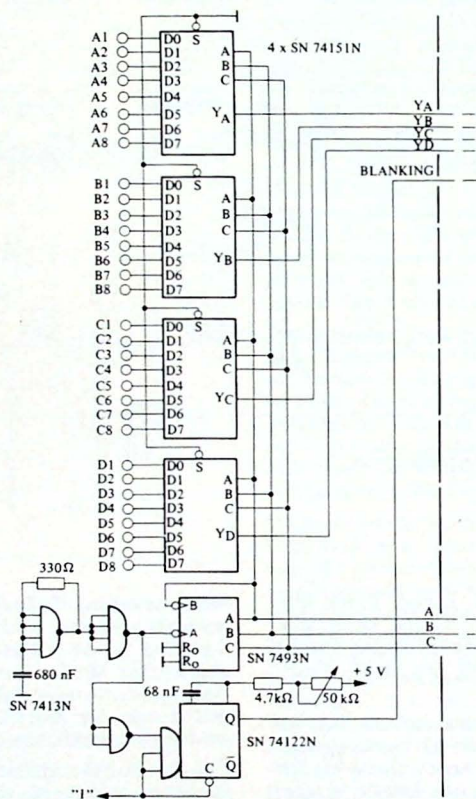 4 x SN 74151N
A1 D0 S
A2 D1 A
A3 D2 B
A4 D3 C
A5 D4
A6 D5 YA YA
A7 D6 YB
A8 D7 YC
YD
BLANKING
B1 D0 S
B2 D1 A
B3 D2 B
B4 D3 C
B5 D4
B6 D5 YB
B7 D6
B8 D7
C1 D0 S
C2 D1 A
C3 D2 B
C4 D3 C
C5 D4
C6 D5 YC
C7 D6
C8 D7
D1 D0 S
D2 D1 A
D3 D2 B
D4 D3 C
D5 D4
D6 D5 YD
D7 D6
D8 D7
330Ω
B A A
A B B
R0 C C
R0
SN 7493N
680 nF
SN 7413N
68 nF
4,7kΩ
50 kΩ
+ 5 V
Q
SN 74122N
C Q̄
"1"